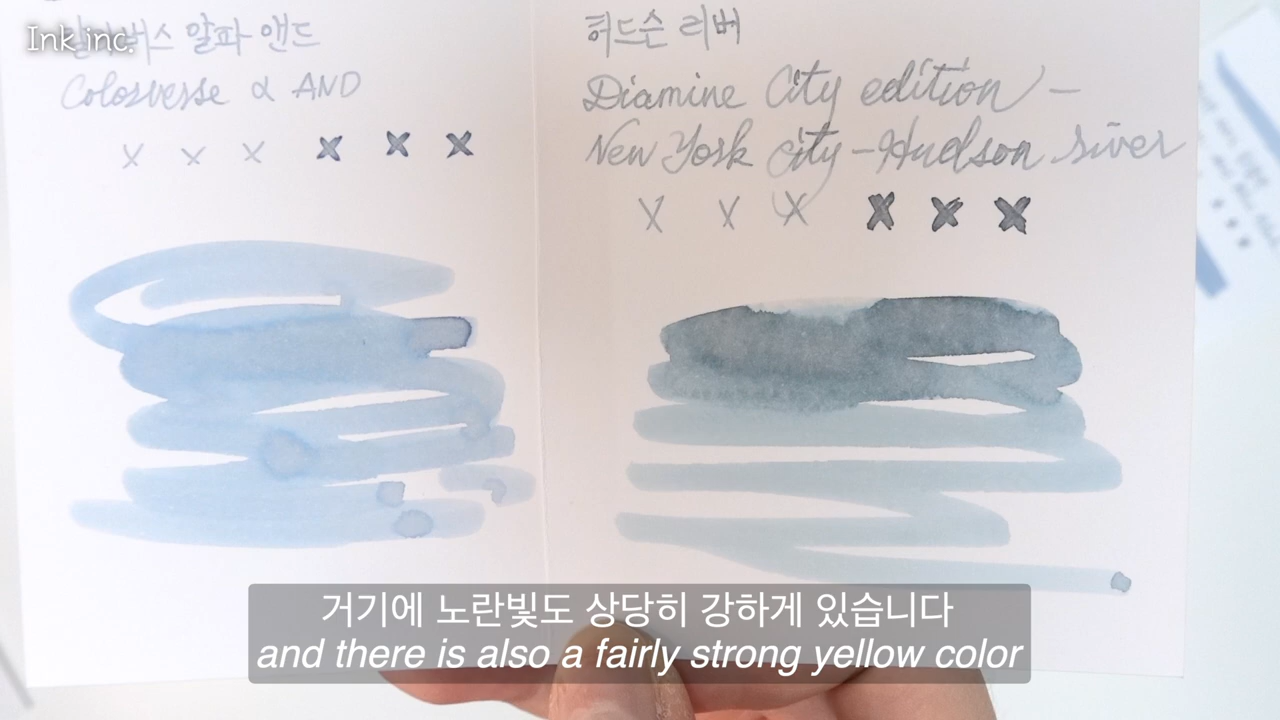 Ink inc.
버스 알파 앤드
Colorverse α AND
× × × × × ×
허드슨 리버
Diamine City edition –
New York city – Hudson river
× × × × × ×
거기에 노란빛도 상당히 강하게 있습니다
and there is also a fairly strong yellow color